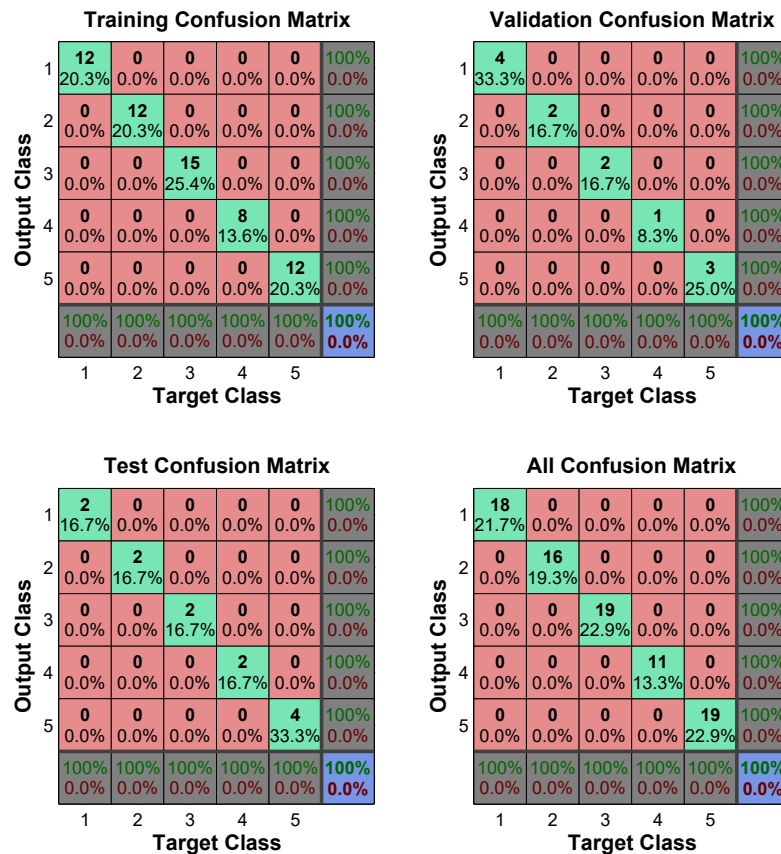 Training Confusion Matrix
1 12 0 0 0 0 100%
20.3% 0.0% 0.0% 0.0% 0.0% 0.0%
2 0 12 0 0 0 100%
0.0% 20.3% 0.0% 0.0% 0.0% 0.0%
3 0 0 15 0 0 100%
0.0% 0.0% 25.4% 0.0% 0.0% 0.0%
4 0 0 0 8 0 100%
0.0% 0.0% 0.0% 13.6% 0.0% 0.0%
5 0 0 0 0 12 100%
0.0% 0.0% 0.0% 0.0% 20.3% 0.0%
100% 100% 100% 100% 100% 100%
0.0% 0.0% 0.0% 0.0% 0.0% 0.0%
1 2 3 4 5
Target Class
Output Class
Validation Confusion Matrix
1 4 0 0 0 0 100%
33.3% 0.0% 0.0% 0.0% 0.0% 0.0%
2 0 2 0 0 0 100%
0.0% 16.7% 0.0% 0.0% 0.0% 0.0%
3 0 0 2 0 0 100%
0.0% 0.0% 16.7% 0.0% 0.0% 0.0%
4 0 0 0 1 0 100%
0.0% 0.0% 0.0% 8.3% 0.0% 0.0%
5 0 0 0 0 3 100%
0.0% 0.0% 0.0% 0.0% 25.0% 0.0%
100% 100% 100% 100% 100% 100%
0.0% 0.0% 0.0% 0.0% 0.0% 0.0%
1 2 3 4 5
Target Class
Output Class
Test Confusion Matrix
1 2 0 0 0 0 100%
16.7% 0.0% 0.0% 0.0% 0.0% 0.0%
2 0 2 0 0 0 100%
0.0% 16.7% 0.0% 0.0% 0.0% 0.0%
3 0 0 2 0 0 100%
0.0% 0.0% 16.7% 0.0% 0.0% 0.0%
4 0 0 0 2 0 100%
0.0% 0.0% 0.0% 16.7% 0.0% 0.0%
5 0 0 0 0 4 100%
0.0% 0.0% 0.0% 0.0% 33.3% 0.0%
100% 100% 100% 100% 100% 100%
0.0% 0.0% 0.0% 0.0% 0.0% 0.0%
1 2 3 4 5
Target Class
Output Class
All Confusion Matrix
1 18 0 0 0 0 100%
21.7% 0.0% 0.0% 0.0% 0.0% 0.0%
2 0 16 0 0 0 100%
0.0% 19.3% 0.0% 0.0% 0.0% 0.0%
3 0 0 19 0 0 100%
0.0% 0.0% 22.9% 0.0% 0.0% 0.0%
4 0 0 0 11 0 100%
0.0% 0.0% 0.0% 13.3% 0.0% 0.0%
5 0 0 0 0 19 100%
0.0% 0.0% 0.0% 0.0% 22.9% 0.0%
100% 100% 100% 100% 100% 100%
0.0% 0.0% 0.0% 0.0% 0.0% 0.0%
1 2 3 4 5
Target Class
Output Class